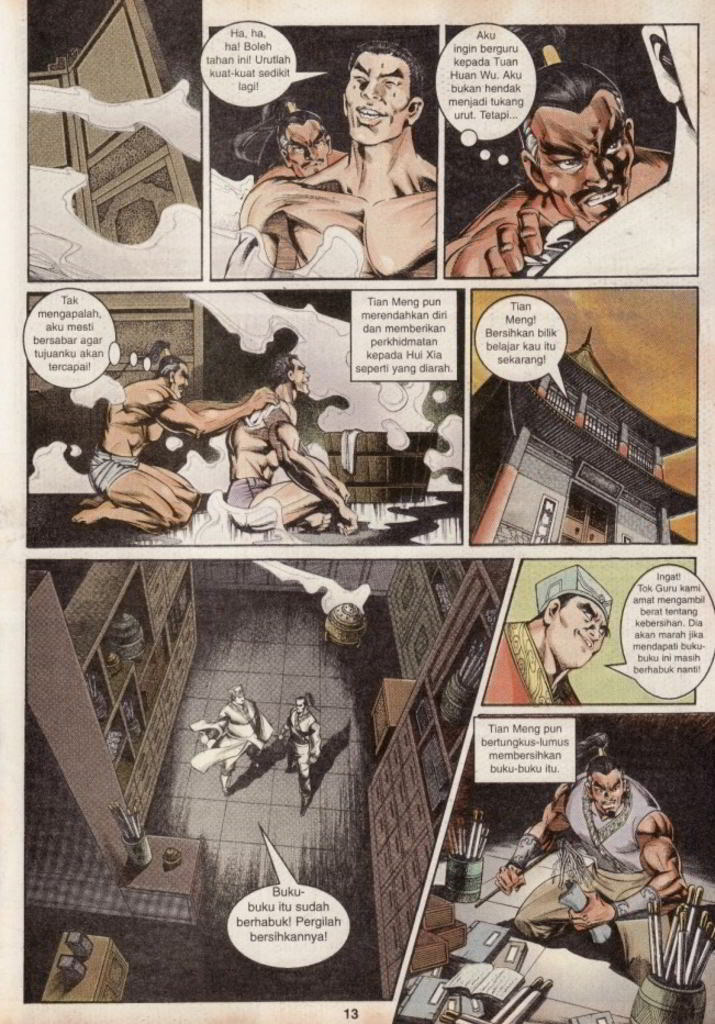 Ha, ha,
ha! Boleh
tahan ini! Urutlah
kuat-kuat sedikit
lagi!
Aku
ingin berguru
kepada Tuan
Huan Wu. Aku
bukan hendak
menjadi tukang
urut. Tetapi...
Tak
mengapalah,
aku mesti
bersabar agar
tujuanku akan
tercapai!
Tian Meng pun
merendahkan diri
dan memberikan
perkhidmatan
kepada Hui Xia
seperti yang diarah.
Tian
Meng!
Bersihkan bilik
belajar kau itu
sekarang!
Buku-
buku itu sudah
berhabuk! Pergilah
bersihkannya!
Ingat!
Tok Guru kami
amat mengambil
berat tentang
kebersihan. Dia
akan marah jika
mendapati buku-
buku ini masih
berhabuk nanti!
Tian Meng pun
bertungkus-lumus
membersihkan
buku-buku itu.
13